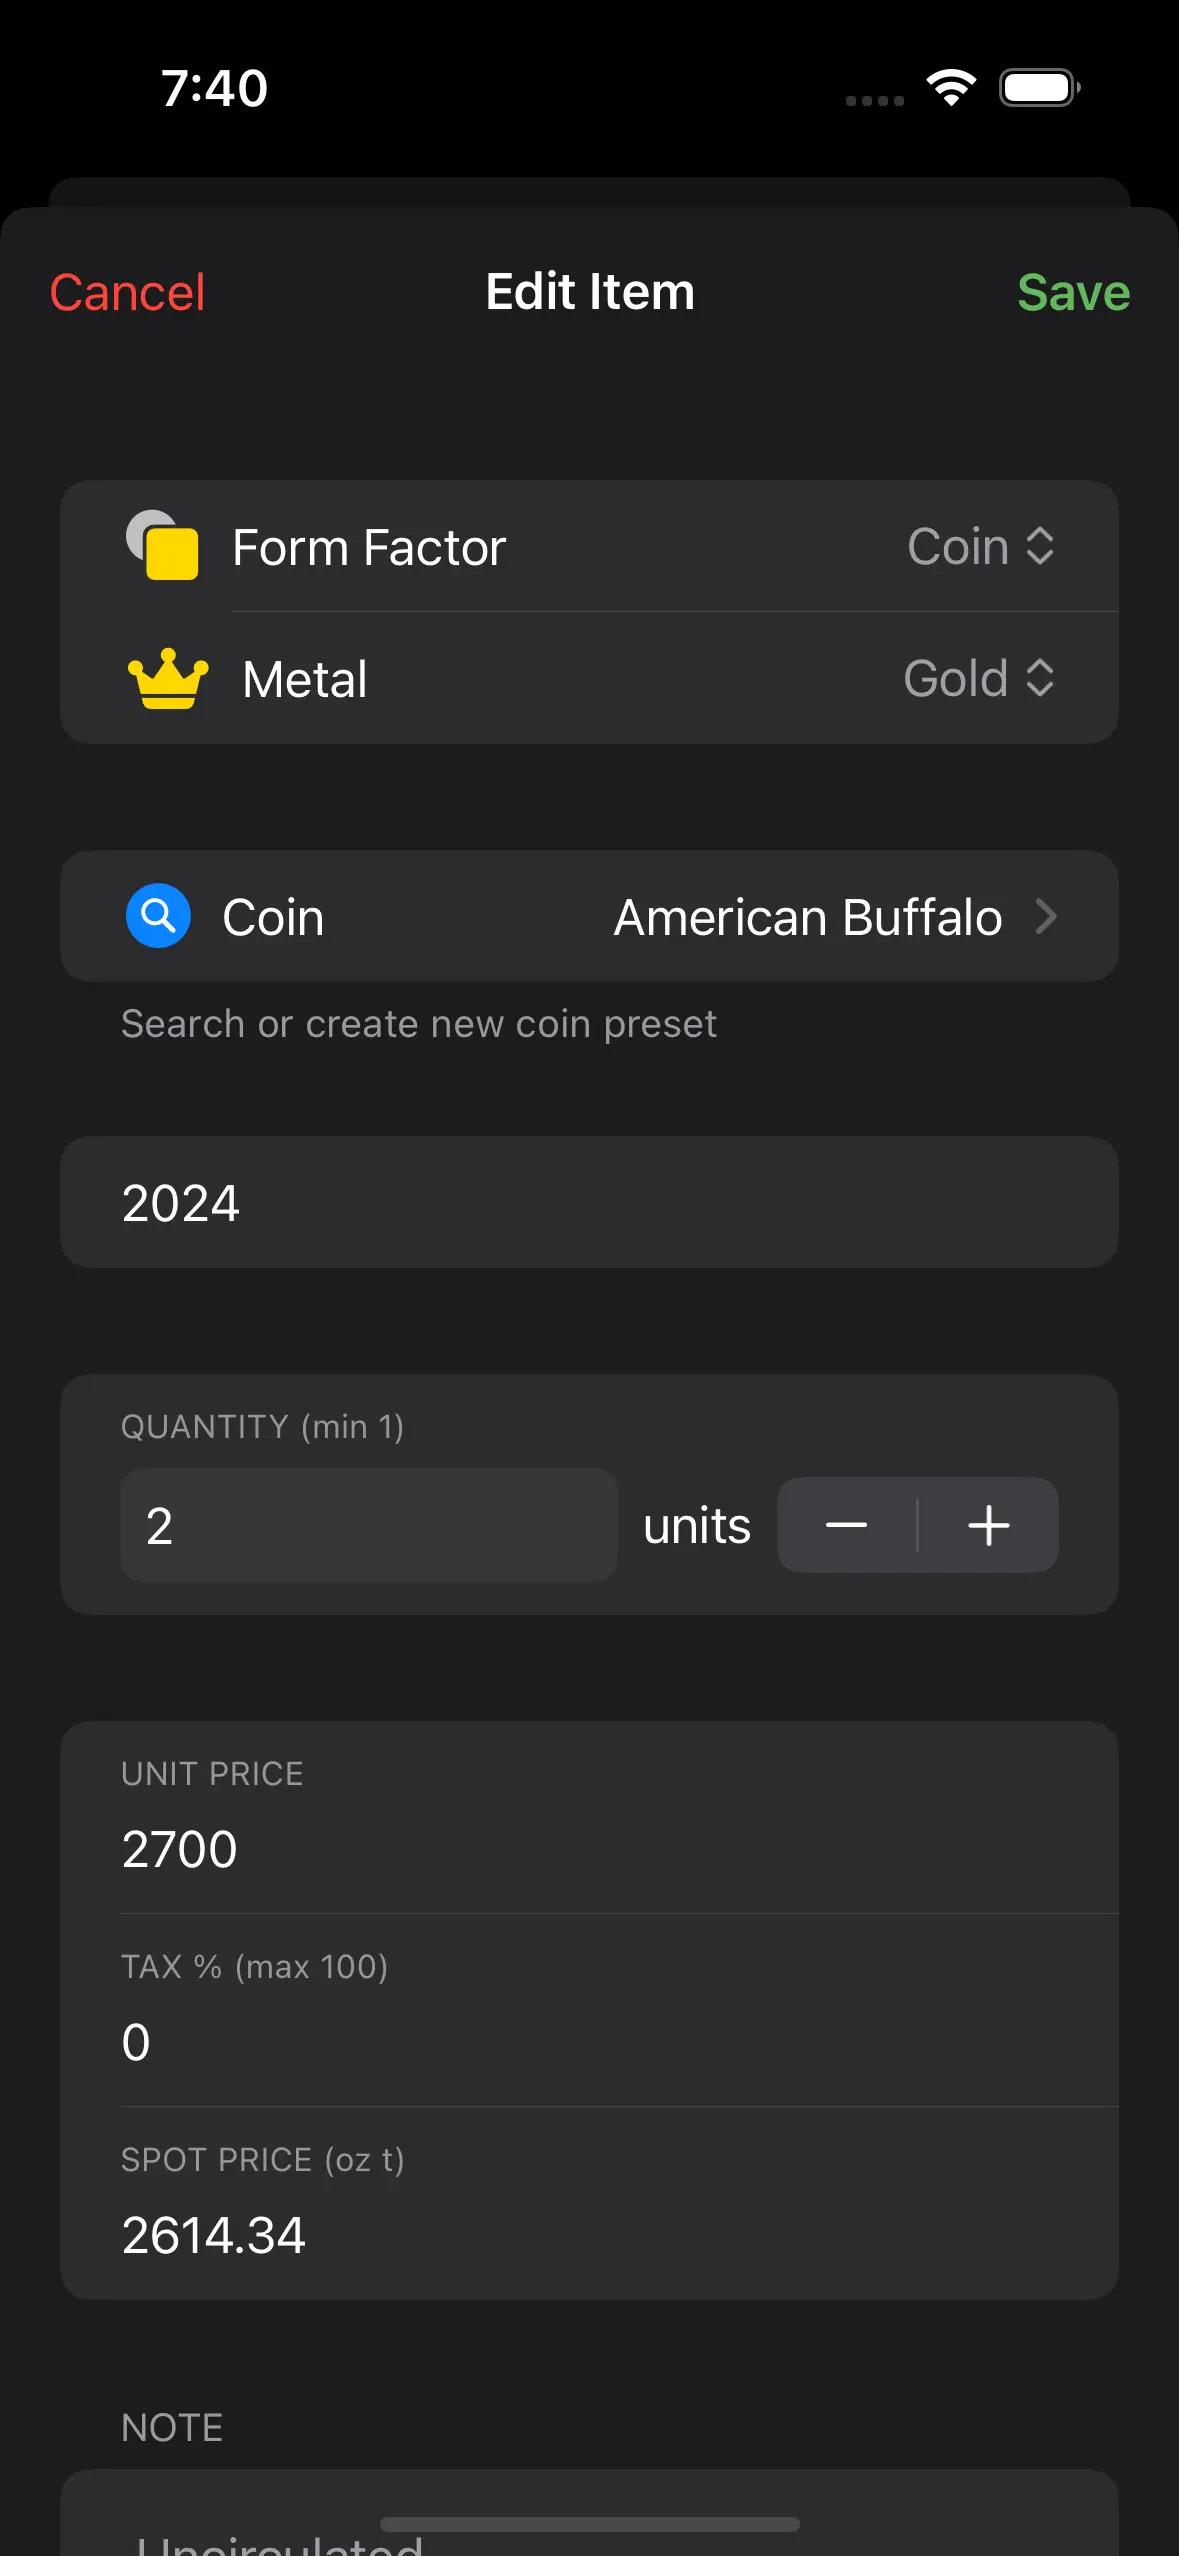 7:40
Cancel
Edit Item
Save
Form Factor
Coin
Metal
Gold
Coin
American Buffalo
Search or create new coin preset
2024
QUANTITY (min 1)
2
units
UNIT PRICE
2700
TAX % (max 100)
0
SPOT PRICE (oz t)
2614.34
NOTE
Uncirculated